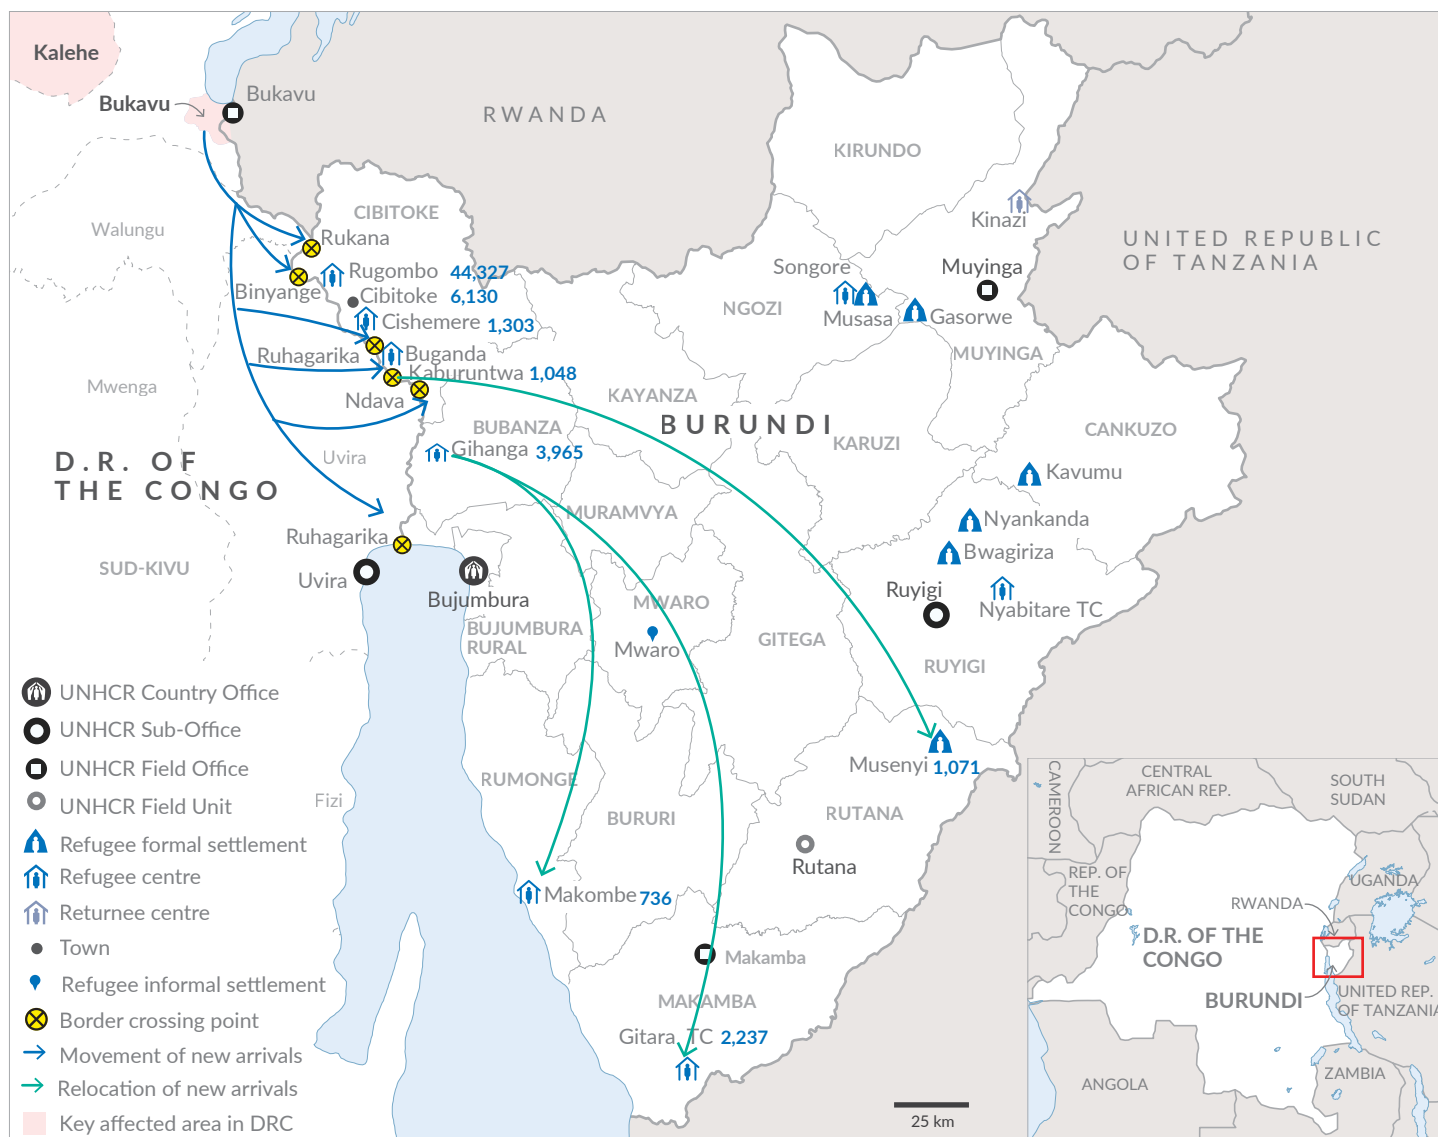 Kalehe
Bukavu
Bukavu
RWANDA
KIRUNDO
Kinazi
CIBITOKE
Walungu
Rukana
UNITED REPUBLIC
OF TANZANIA
Songore
Muyinga
Rugombo 44,327
Binyange
Cibitoke 6,130
NGOZI
Musasa
Gasorwe
Cishemere 1,303
Ruhagarika
Buganda
MUYINGA
Kaburuntwa 1,048
Mwenga
Ndava
KAYANZA
BURUNDI
BUBANZA
KARUZI
CANKUZO
Gihanga 3,965
Uvira
D.R. OF
THE CONGO
Kavumu
MURAMVYA
Nyankanda
Ruhagarika
Bwagiriza
SUD-KIVU
Uvira
Bujumbura
MWARO
Ruyigi
Nyabitare TC
BUJUMBURA
RURAL
Mwaro
GITEGA
RUYIGI
Musenyi 1,071
RUMONGE
Fizi
BURURI
RUTANA
Rutana
Makombe 736
Makamba
MAKAMBA
Gitara TC 2,237
UNHCR Country Office
UNHCR Sub-Office
UNHCR Field Office
UNHCR Field Unit
Refugee formal settlement
Refugee centre
Returnee centre
Town
Refugee informal settlement
Border crossing point
Movement of new arrivals
Relocation of new arrivals
Key affected area in DRC
25 km
CAMEROON
CENTRAL
AFRICAN REP.
SOUTH
SUDAN
REP. OF
THE
CONGO
UGANDA
RWANDA
D.R. OF THE
CONGO
BURUNDI
UNITED REP.
OF TANZANIA
ANGOLA
ZAMBIA